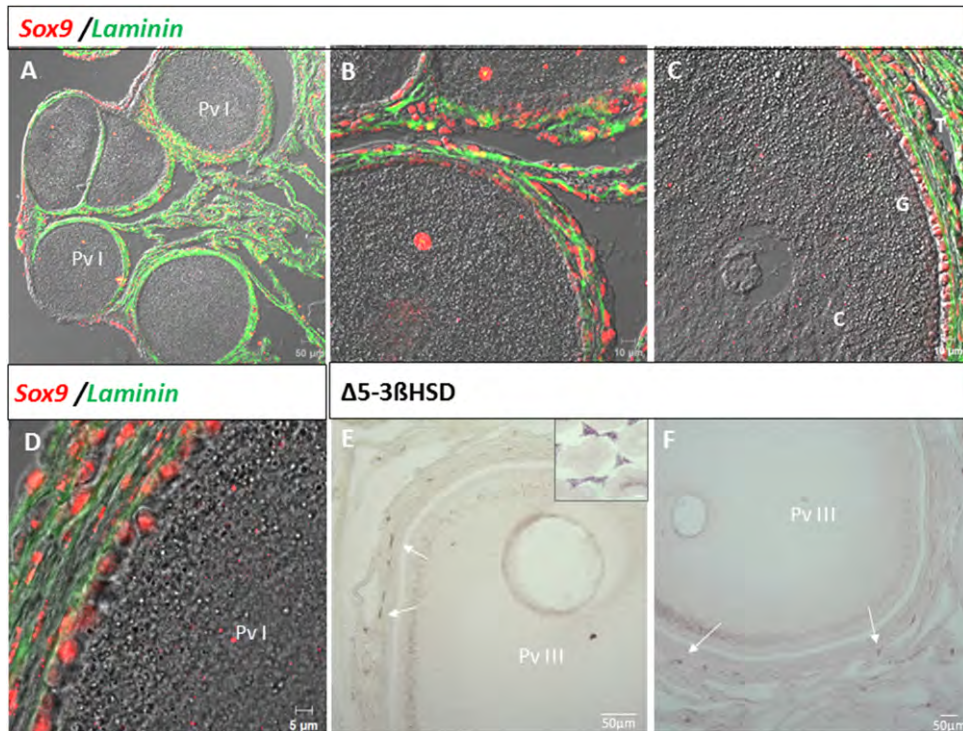 Sox9 /Laminin
A
Pv I
Pv I
50 µm
B
10 µm
C
T
G
C
10 µm
Sox9 /Laminin
Δ5-3ßHSD
D
Pv I
5 µm
E
Pv III
50µm
F
Pv III
50µm